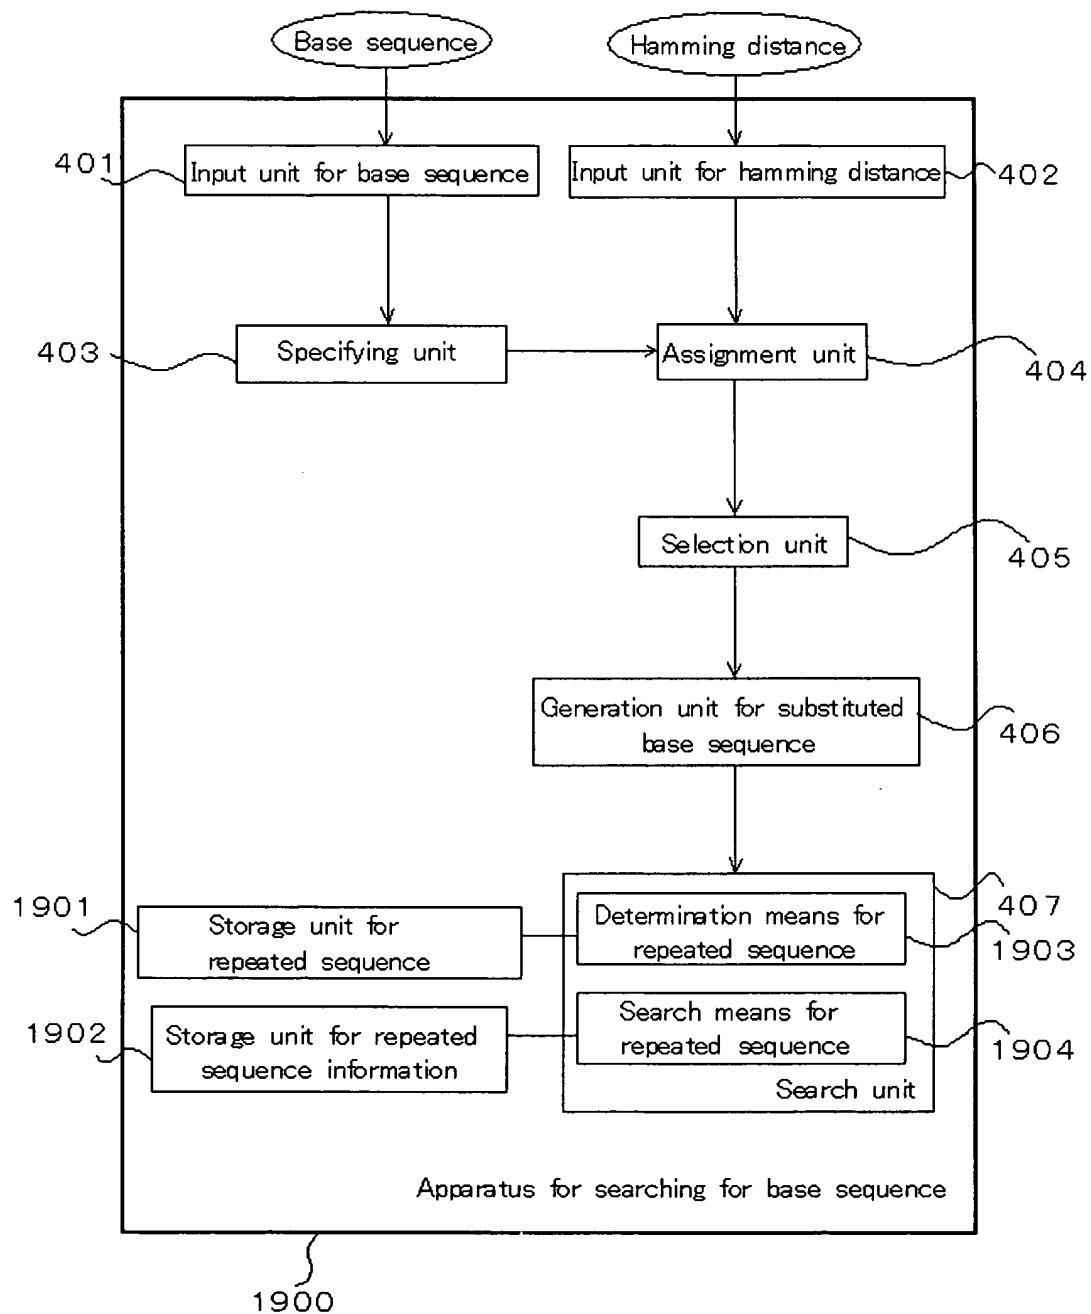 Base sequence
Hamming distance
401
Input unit for base sequence
Input unit for hamming distance
402
403
Specifying unit
Assignment unit
404
Selection unit
405
Generation unit for substituted
base sequence
406
407
1901
Storage unit for
repeated sequence
Determination means for
repeated sequence
1903
1902
Storage unit for repeated
sequence information
Search means for
repeated sequence
1904
Search unit
Apparatus for searching for base sequence
1900